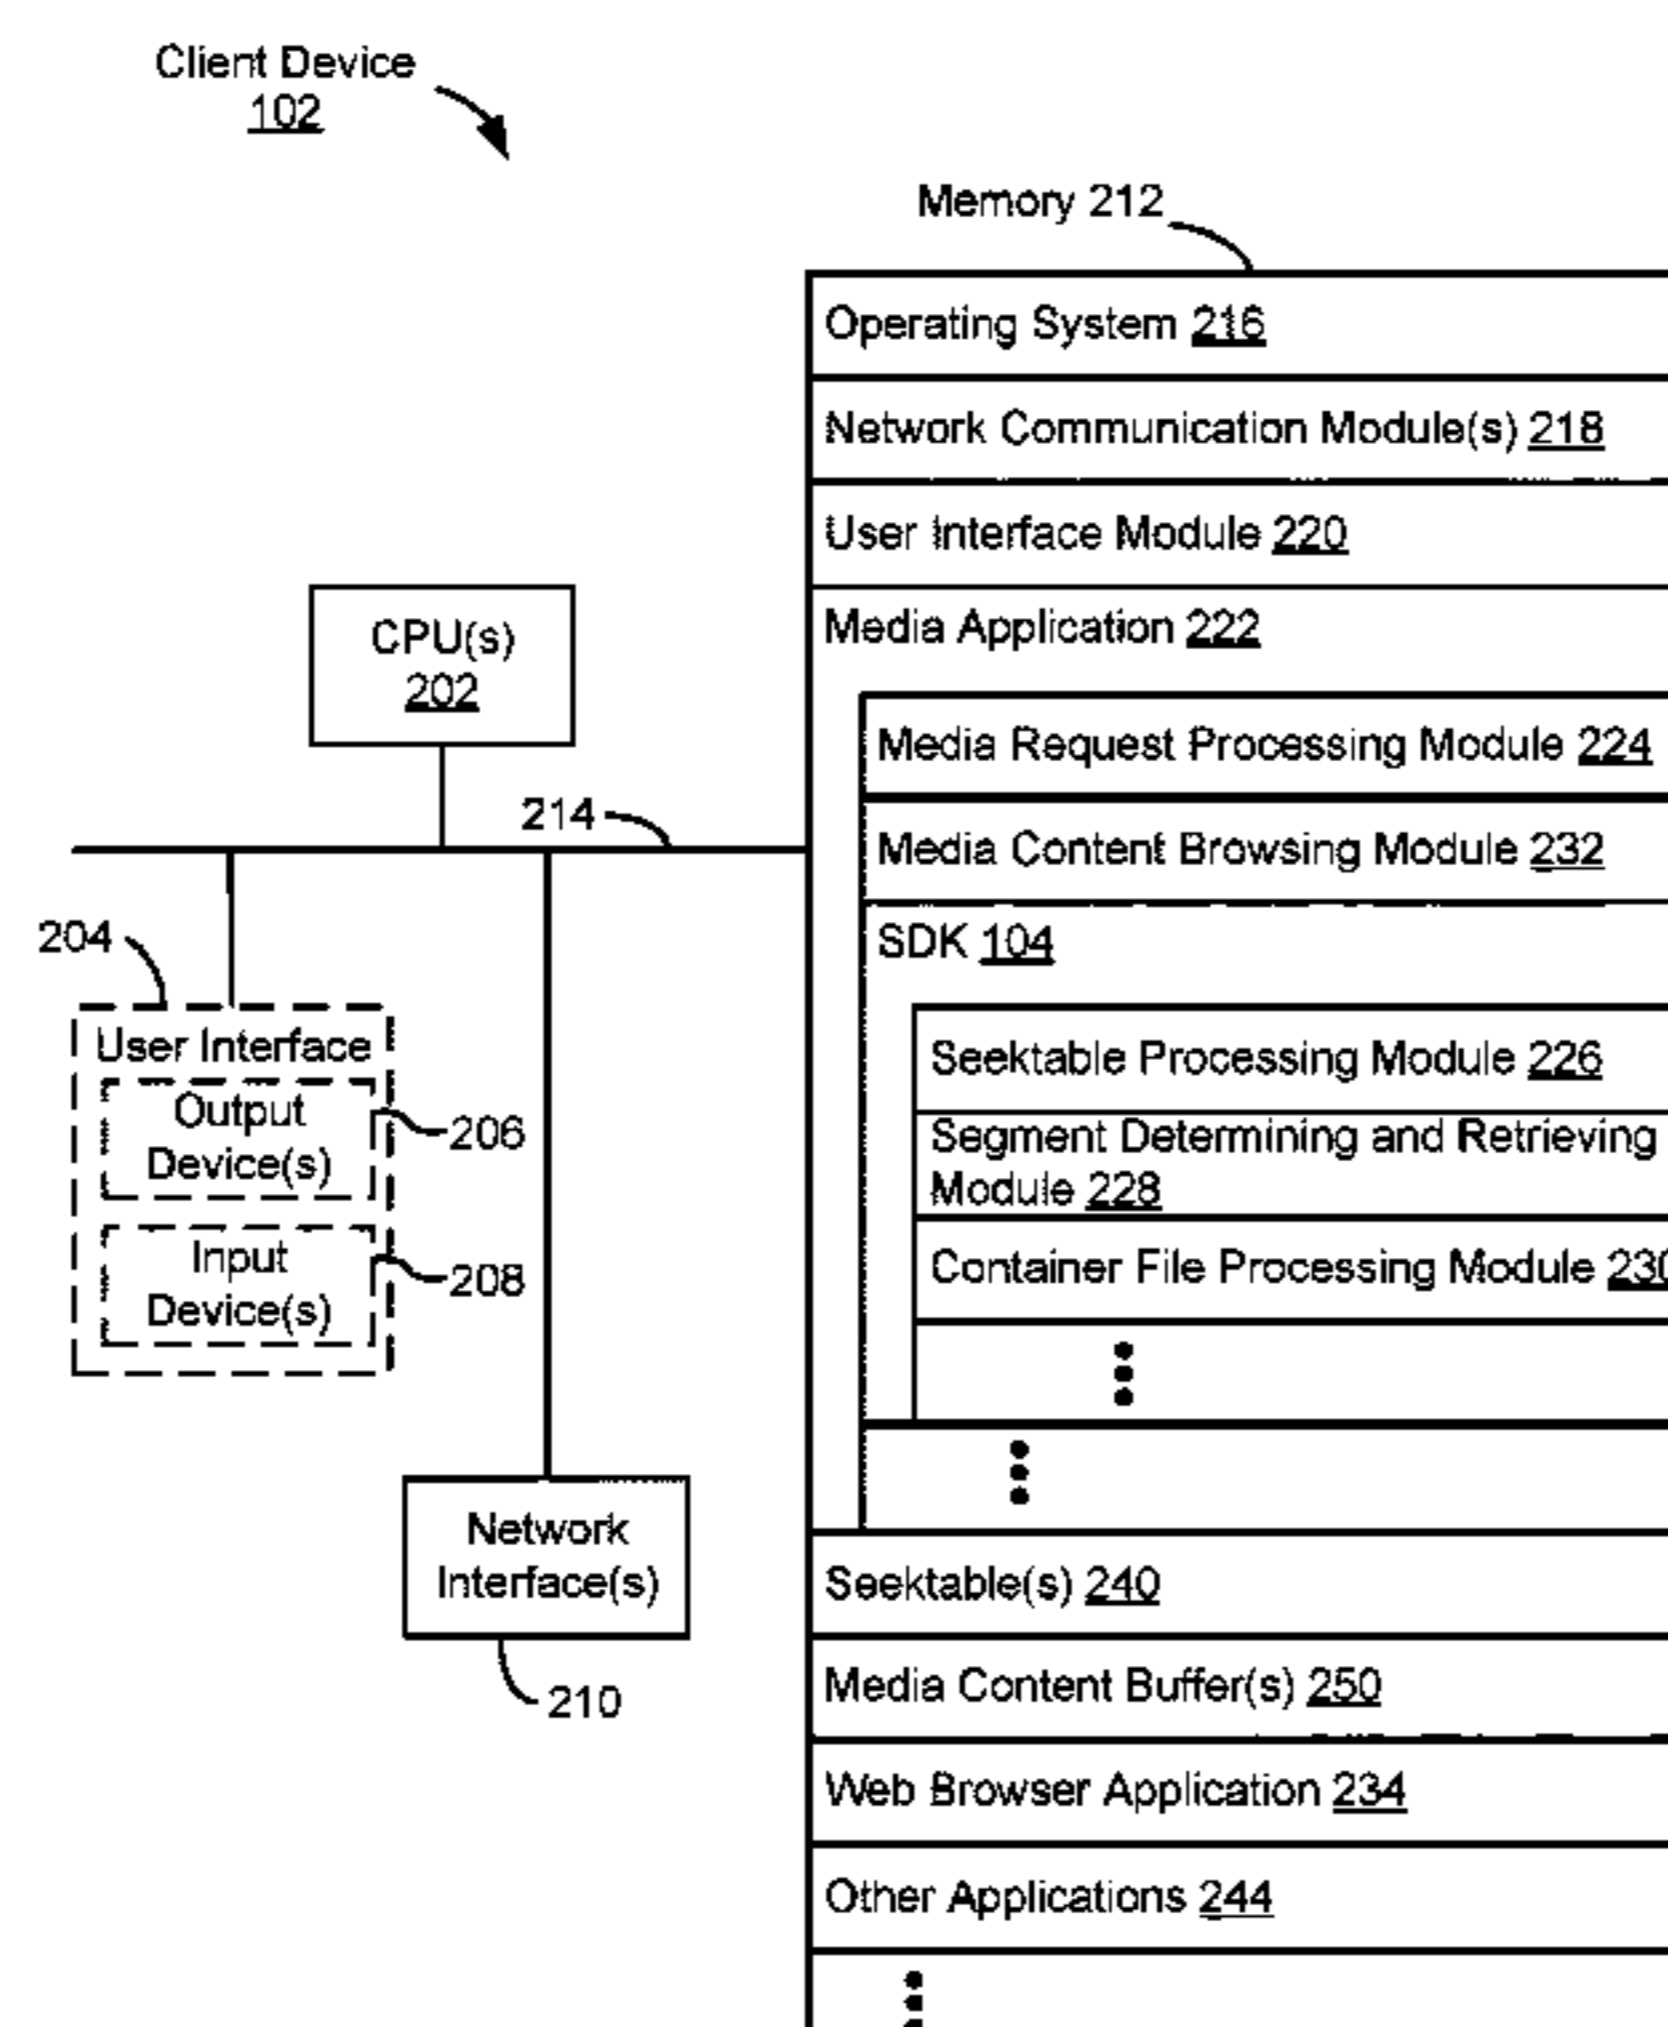 Client Device
102
Memory 212
Operating System 216
Network Communication Module(s) 218
User Interface Module 220
Media Application 222
Media Request Processing Module 224
Media Content Browsing Module 232
SDK 104
Seektable Processing Module 226
Segment Determining and Retrieving
Module 228
Container File Processing Module 230
Seektable(s) 240
Media Content Buffer(s) 250
Web Browser Application 234
Other Applications 244
CPU(s)
202
214
204
User Interface
Output
Device(s)
206
Input
Device(s)
208
Network
Interface(s)
210